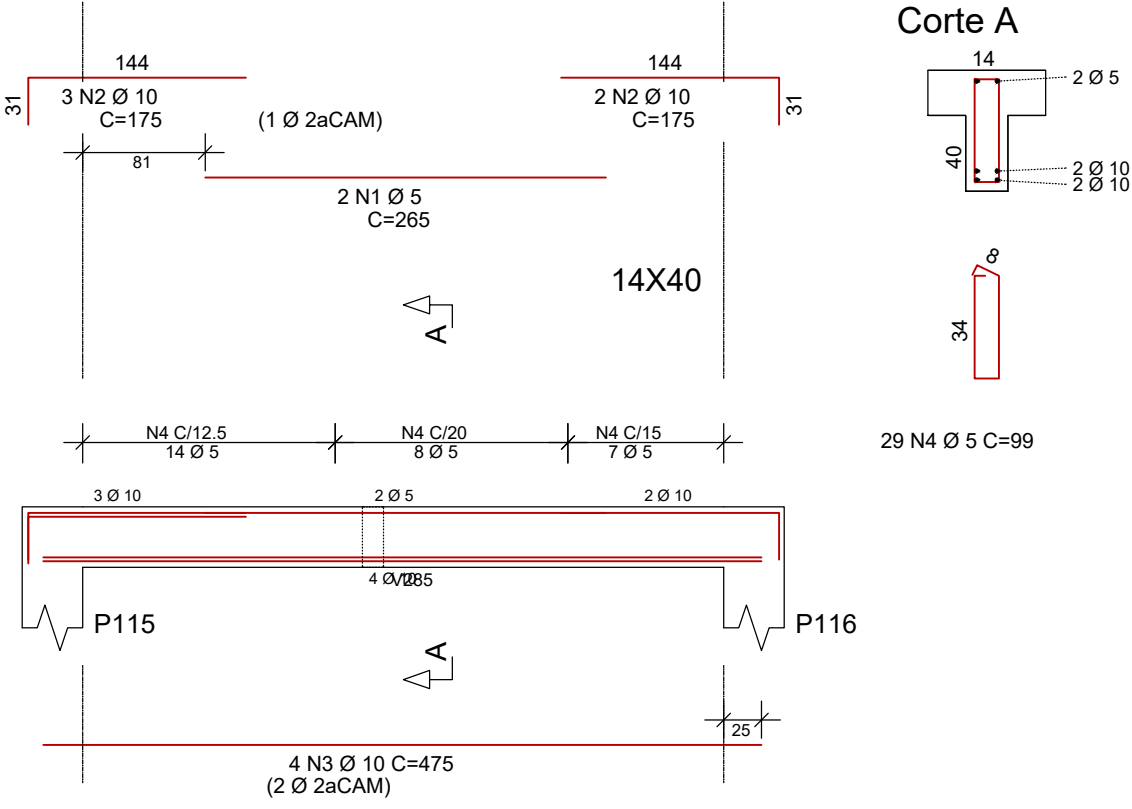 Corte A
144
144
14
2 Ø 5
31
3 N2 Ø 10
C=175
(1 Ø 2aCAM)
2 N2 Ø 10
C=175
31
81
40
2 Ø 10
2 Ø 10
2 N1 Ø 5
C=265
14X40
8
A
34
N4 C/12.5
14 Ø 5
N4 C/20
8 Ø 5
N4 C/15
7 Ø 5
29 N4 Ø 5 C=99
3 Ø 10
2 Ø 5
2 Ø 10
4 Ø 10
V285
P115
P116
A
25
4 N3 Ø 10 C=475
(2 Ø 2aCAM)